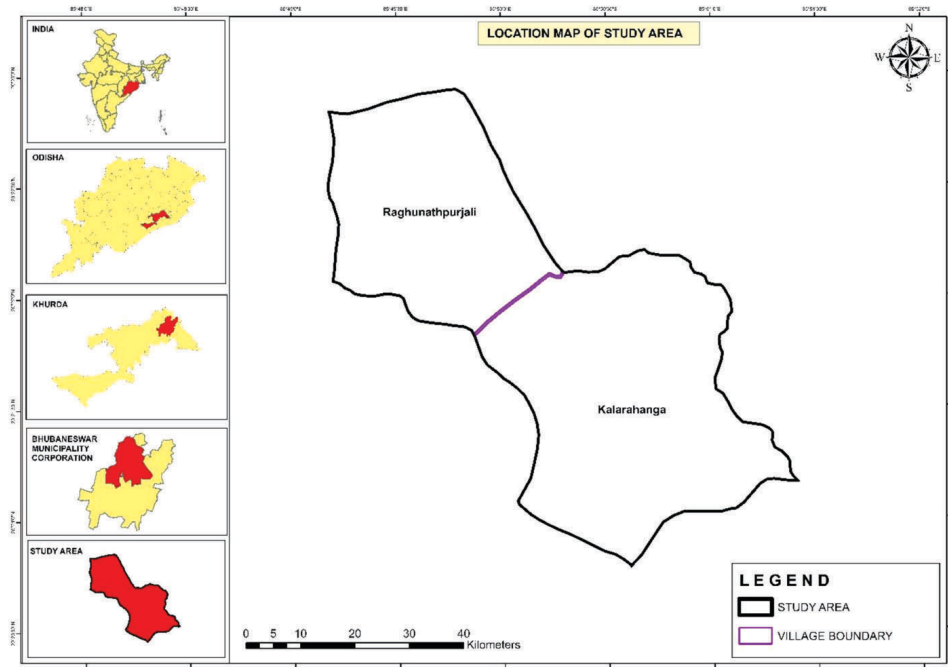 LOCATION MAP OF STUDY AREA
INDIA
ODISHA
KHURDA
BHUBANESWAR
MUNICIPALITY
CORPORATION
STUDY AREA
Raghunathpurjali
Kalarahanga
N
W
E
S
0 5 10 20 30 40
Kilometers
LEGEND
STUDY AREA
VILLAGE BOUNDARY